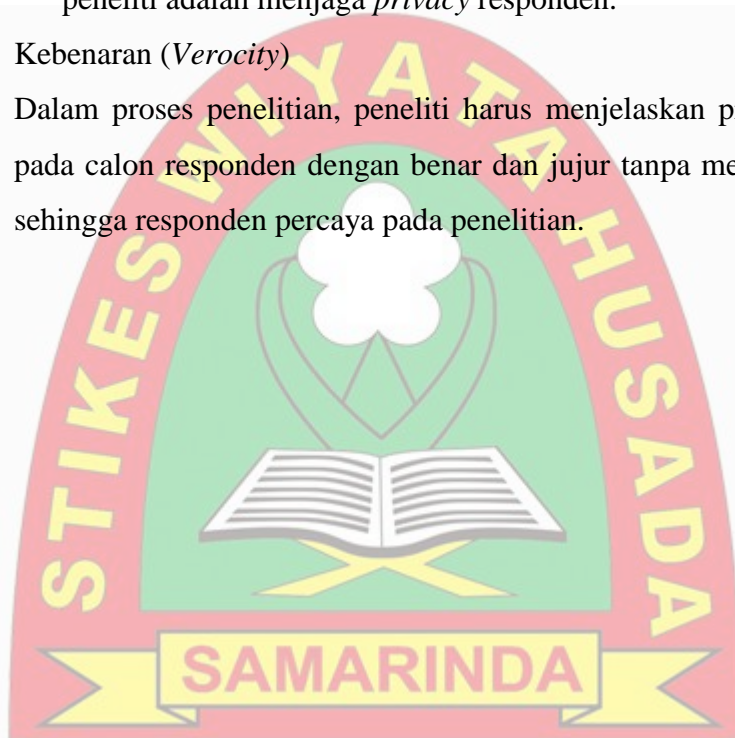 peneliti adalah menjaga privacy responden.
Kebenaran (Verocity)
Dalam proses penelitian, peneliti harus menjelaskan
pada calon responden dengan benar dan jujur tanpa
sehingga responden percaya pada penelitian.
STIKES WIYATA HUSADA
SAMARINDA